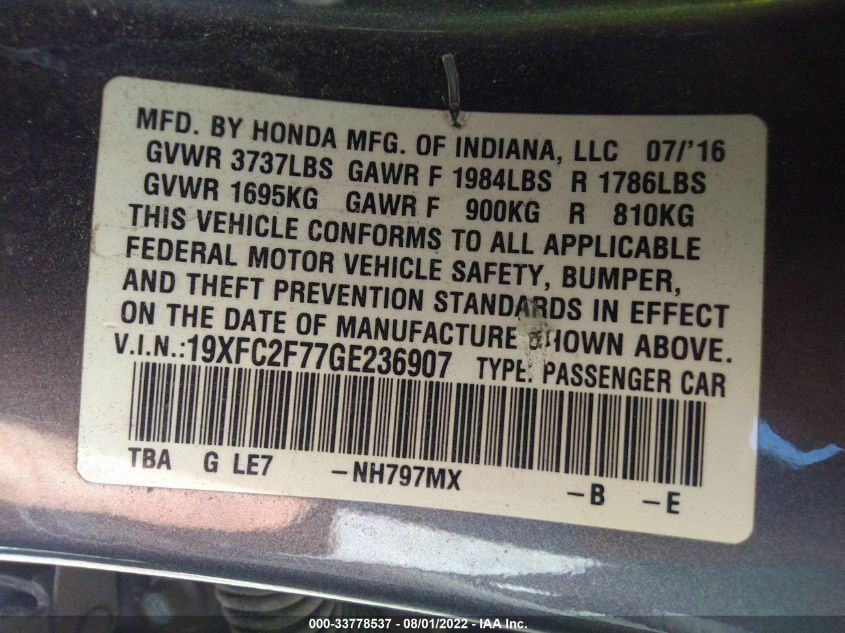 MFD. BY HONDA MFG. OF INDIANA, LLC 07/'16
GVWR 3737LBS GAWR F 1984LBS R 1786LBS
GVWR 1695KG GAWR F 900KG R 810KG
THIS VEHICLE CONFORMS TO ALL APPLICABLE
FEDERAL MOTOR VEHICLE SAFETY, BUMPER,
AND THEFT PREVENTION STANDARDS IN EFFECT
ON THE DATE OF MANUFACTURE SHOWN ABOVE.
V.I.N.:19XFC2F77GE236907 TYPE: PASSENGER CAR
TBA G LE7 –NH797MX –B –E
000-33778537 - 08/01/2022 - IAA, Inc.